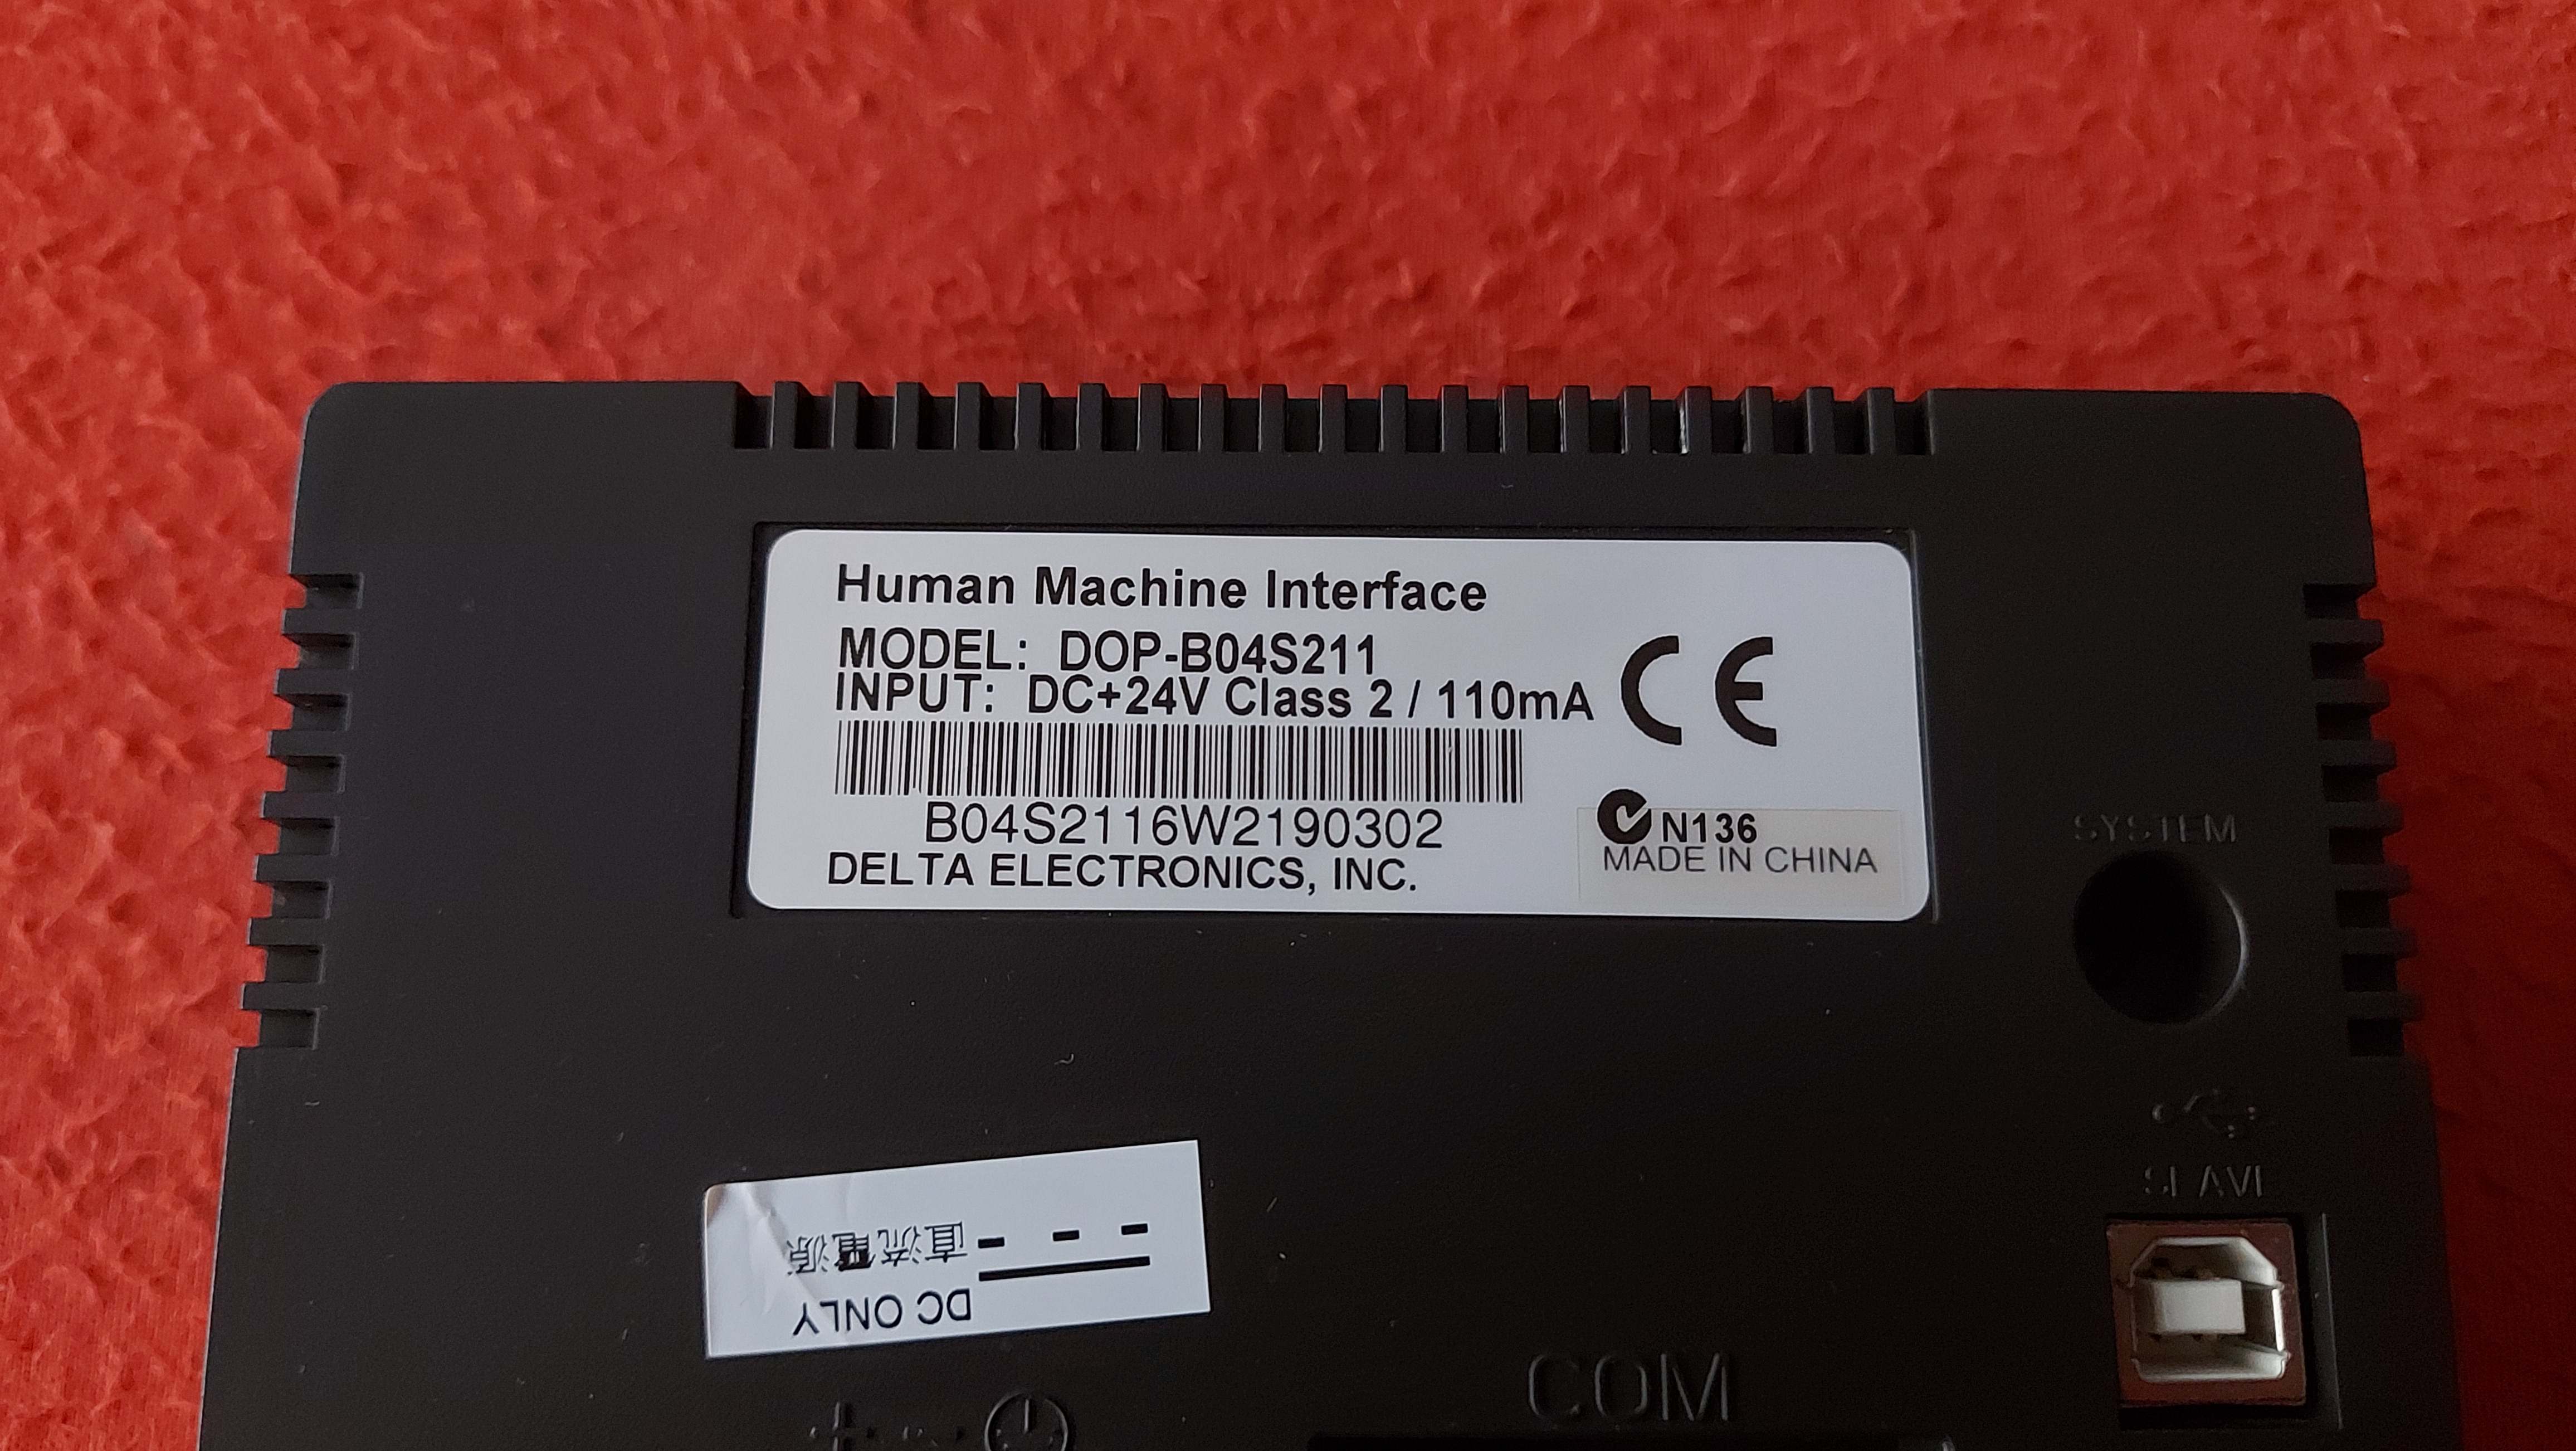 Human Machine Interface
MODEL: DOP-B04S211
INPUT: DC+24V Class 2 / 110mA
CE
B04S2116W2190302
DELTA ELECTRONICS, INC.
N136
MADE IN CHINA
SYSTEM
SLAVE
DC ONLY
直流電源
COM